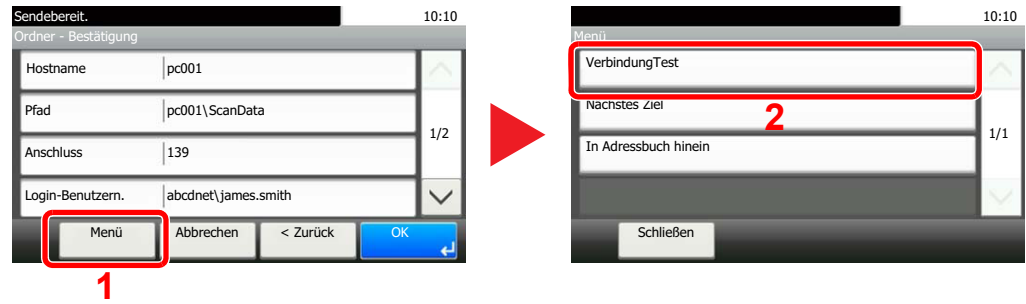 Sendebereit.
10:10
Ordner - Bestätigung
Hostname pc001
Pfad pc001\ScanData
1/2
Anschluss 139
Login-Benutzern. abcdnet\james.smith
Menü Abbrechen < Zurück OK
1
10:10
Menü
VerbindungTest
Nächstes Ziel
2
1/1
In Adressbuch hinein
Schließen